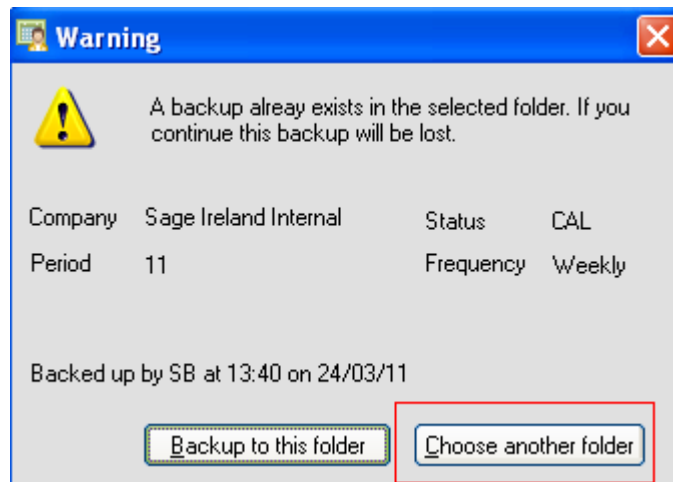 Warning
A backup alreay exists in the selected folder. If you
continue this backup will be lost.
Company Sage Ireland Internal Status CAL
Period 11 Frequency Weekly
Backed up by SB at 13:40 on 24/03/11
Backup to this folder Choose another folder